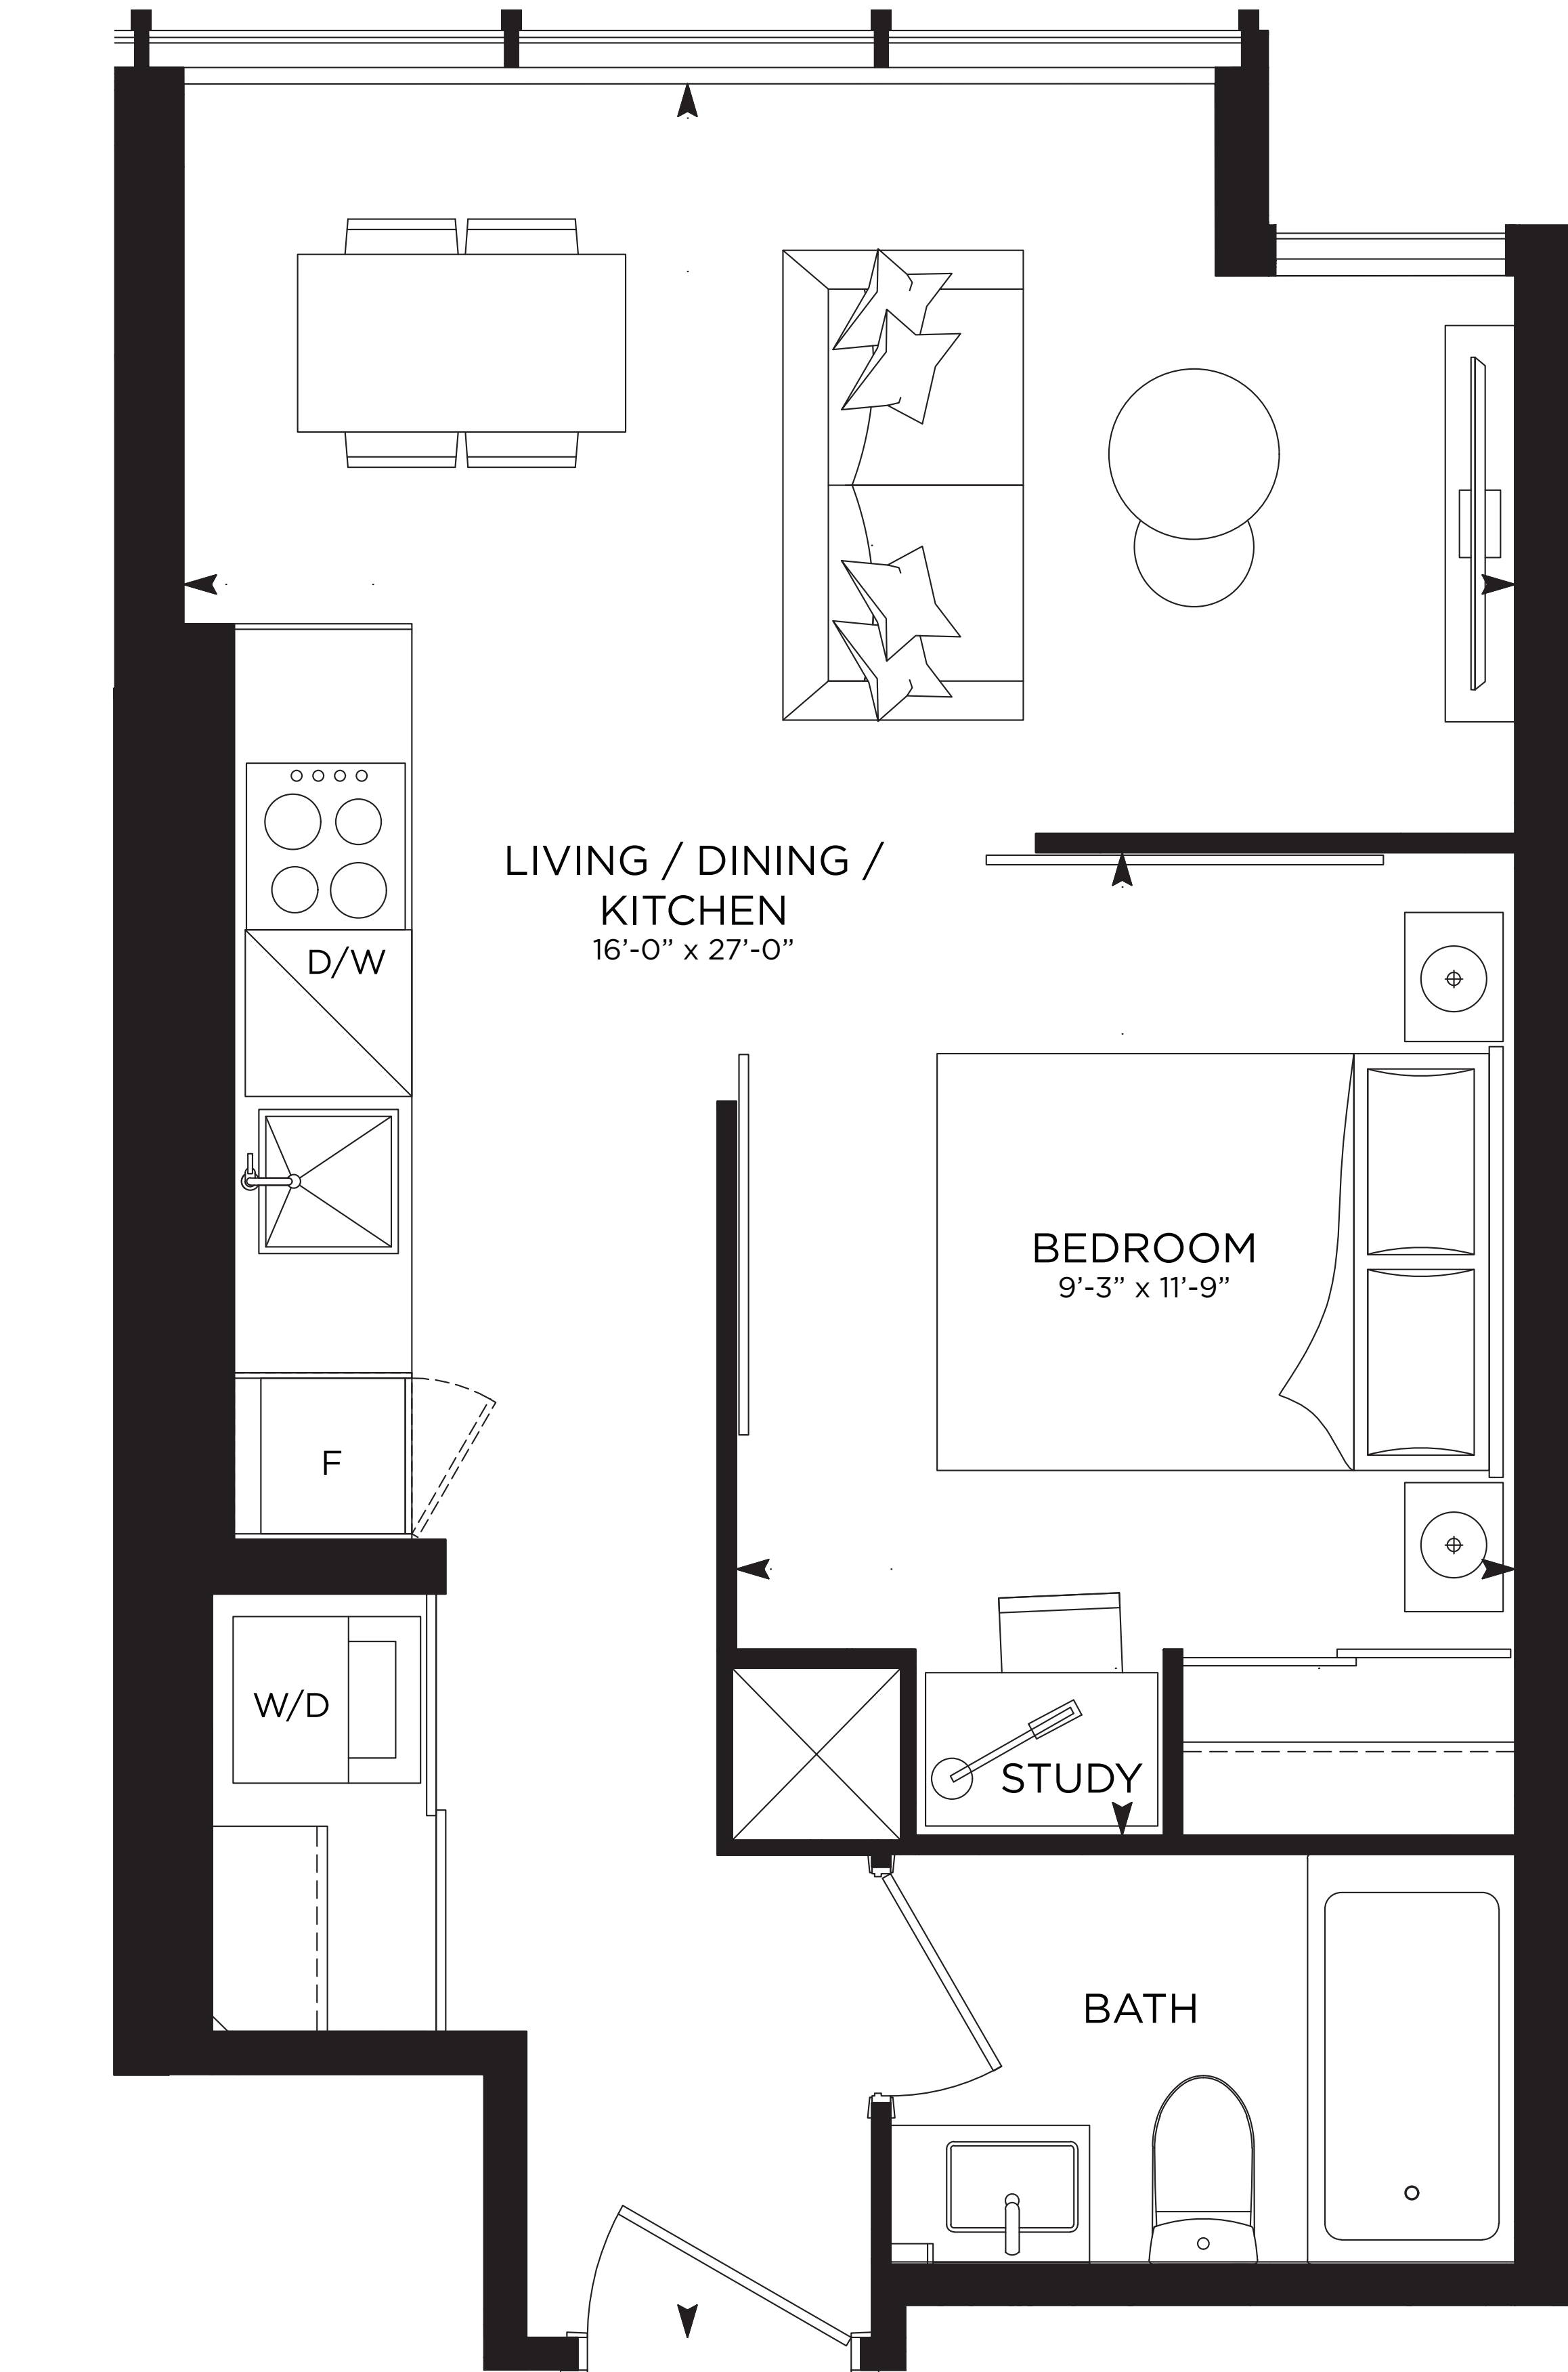 LIVING / DINING /
KITCHEN
16’-0” x 27’-0”
D/W
BEDROOM
9’-3” x 11’-9”
F
W/D
STUDY
BATH